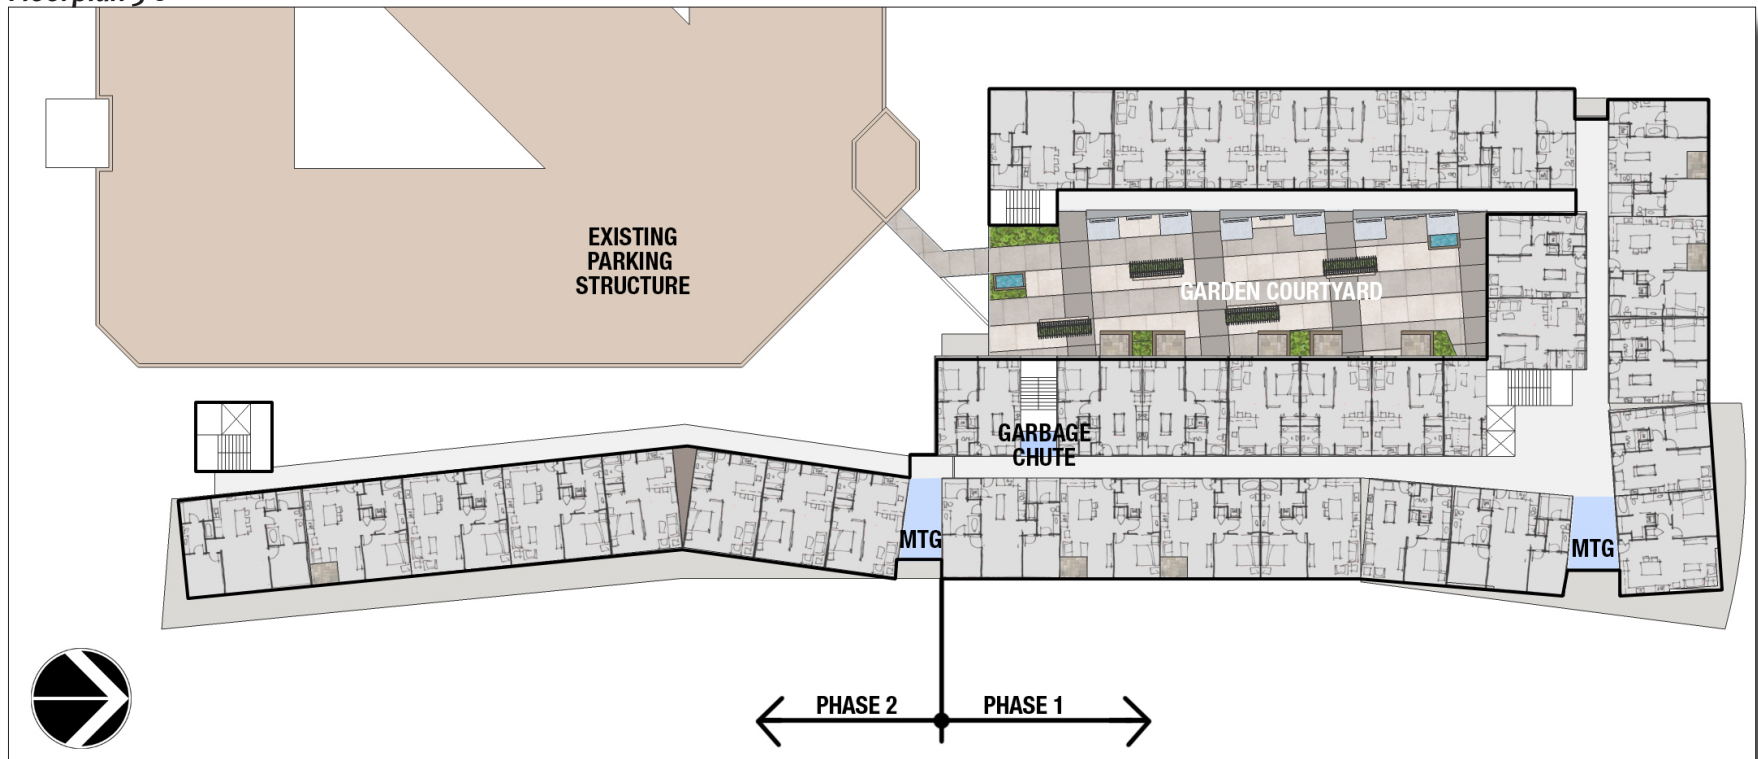 EXISTING
PARKING
STRUCTURE
GARDEN COURTYARD
GARBAGE
CHUTE
MTG
MTG
PHASE 2
PHASE 1